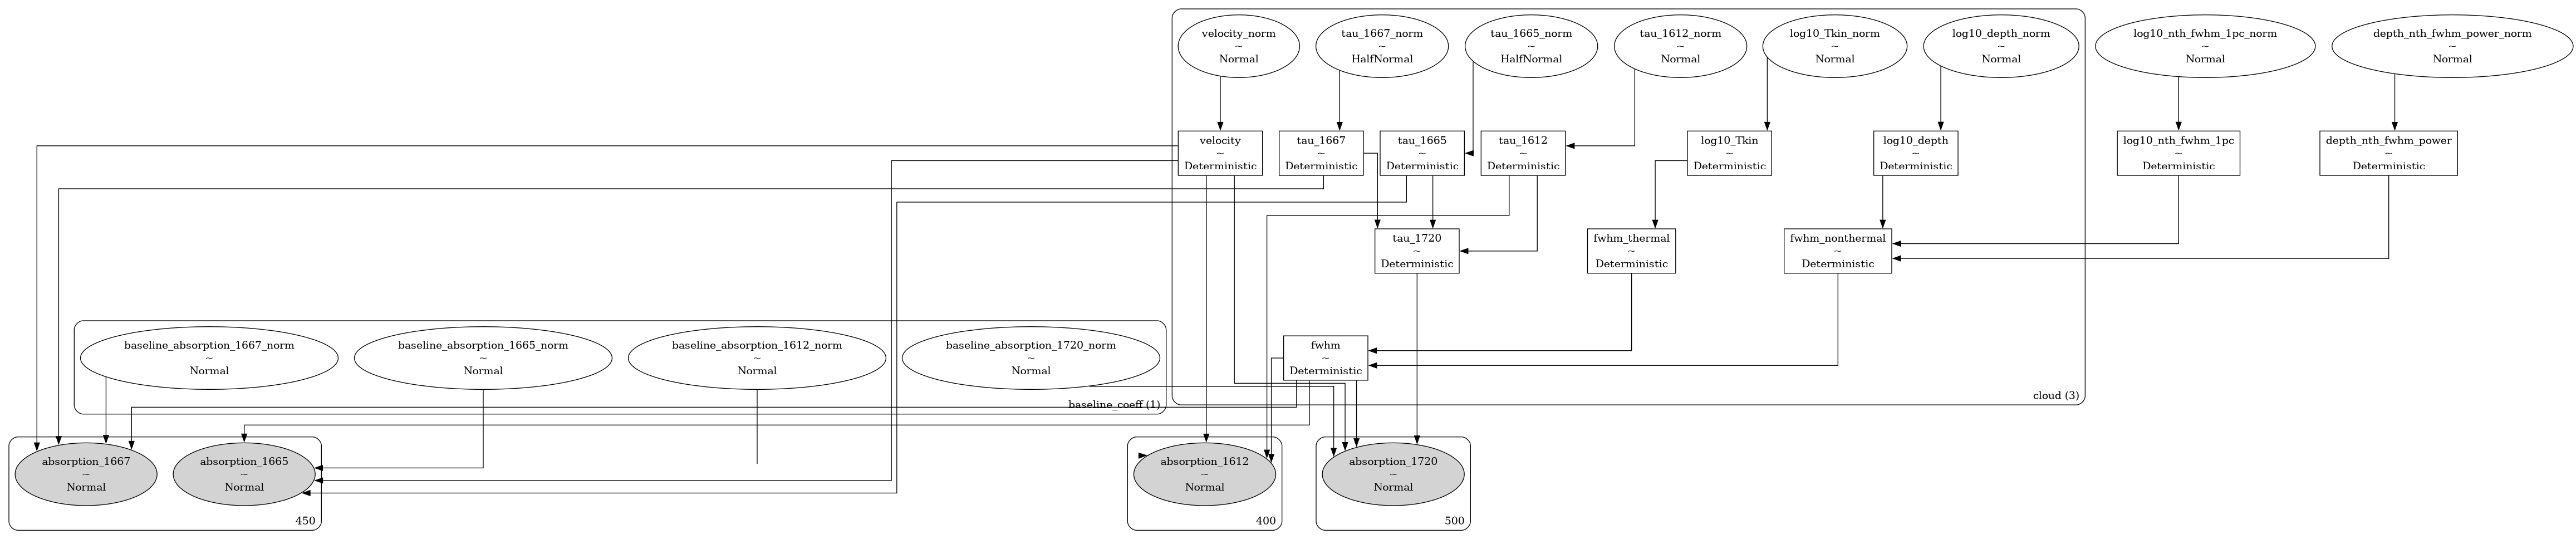 velocity_norm
~
Normal
tau_1667_norm
~
HalfNormal
tau_1665_norm
~
HalfNormal
tau_1612_norm
~
Normal
log10_Tkin_norm
~
Normal
log10_depth_norm
~
Normal
log10_nth_fwhm_1pc_norm
~
Normal
depth_nth_fwhm_power_norm
~
Normal
velocity
~
Deterministic
tau_1667
~
Deterministic
tau_1665
~
Deterministic
tau_1612
~
Deterministic
log10_Tkin
~
Deterministic
log10_depth
~
Deterministic
log10_nth_fwhm_1pc
~
Deterministic
depth_nth_fwhm_power
~
Deterministic
tau_1720
~
Deterministic
fwhm_thermal
~
Deterministic
fwhm_nonthermal
~
Deterministic
baseline_absorption_1667_norm
~
Normal
baseline_absorption_1665_norm
~
Normal
baseline_absorption_1612_norm
~
Normal
baseline_absorption_1720_norm
~
Normal
fwhm
~
Deterministic
cloud (3)
baseline_coeff (1)
absorption_1667
~
Normal
absorption_1665
~
Normal
450
absorption_1612
~
Normal
400
absorption_1720
~
Normal
500